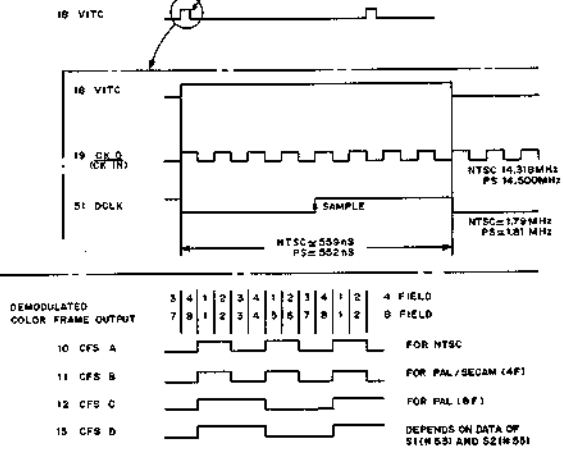 18 VITC
18 VITC
19 CK O
(CK IN)
NTSC 14.318MHz
PS 14.500MHz
51 DCLK
SAMPLE
NTSC=1.79MHz
PS=1.81 MHz
NTSC≃559nS
PS=552nS
DEMODULATED
COLOR FRAME OUTPUT
3 4 1 2 3 4 1 2 3 4 1 2 4 FIELD
7 8 1 2 3 4 5 6 7 8 1 2 8 FIELD
10 CFS A FOR NTSC
11 CFS B FOR PAL/SECAM (4F)
12 CFS C FOR PAL (8F)
13 CFS D DEPENDS ON DATA OF
S1(#53) AND S2(#55)